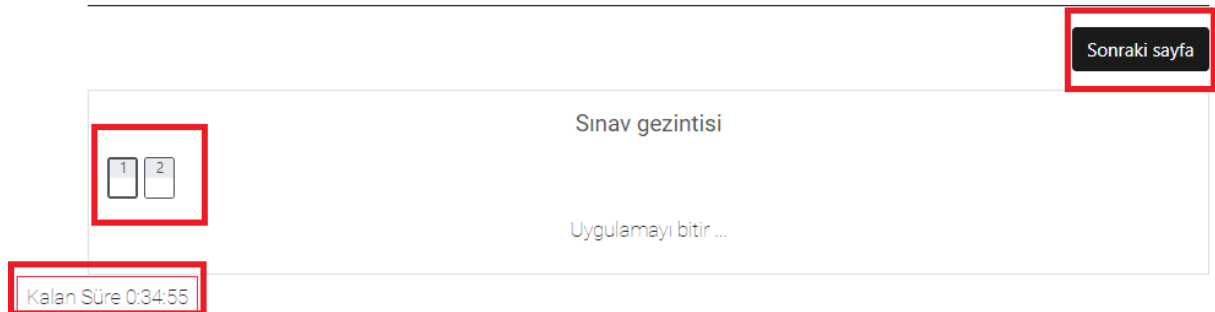 Sonraki sayfa
Sınav gezintisi
1 2
Uygulamayı bitir ...
Kalan Süre 0:34:55